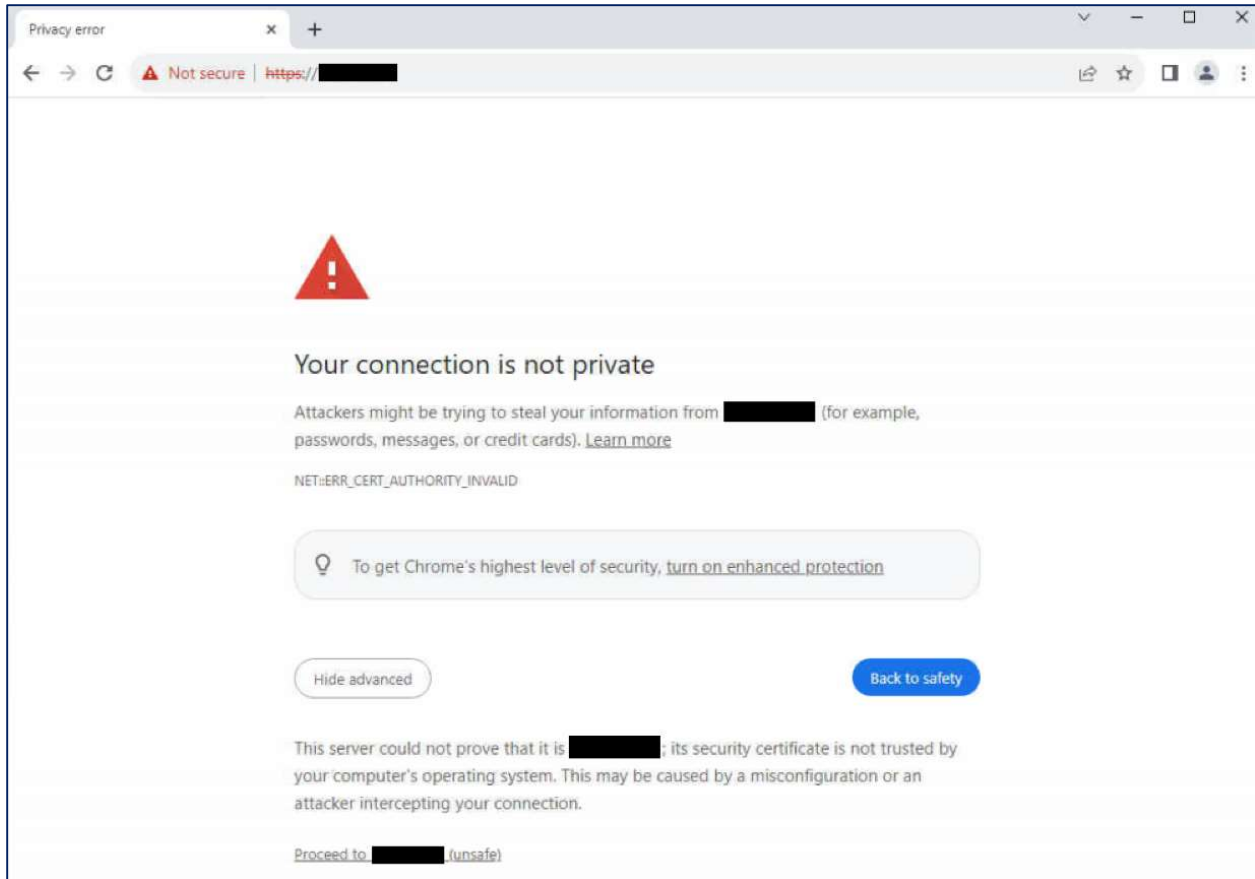 Privacy error
Not secure | https://
Your connection is not private
Attackers might be trying to steal your information from (for example,
passwords, messages, or credit cards). Learn more
NET::ERR_CERT_AUTHORITY_INVALID
To get Chrome's highest level of security, turn on enhanced protection
Hide advanced
Back to safety
This server could not prove that it is ; its security certificate is not trusted by
your computer's operating system. This may be caused by a misconfiguration or an
attacker intercepting your connection.
Proceed to (unsafe)